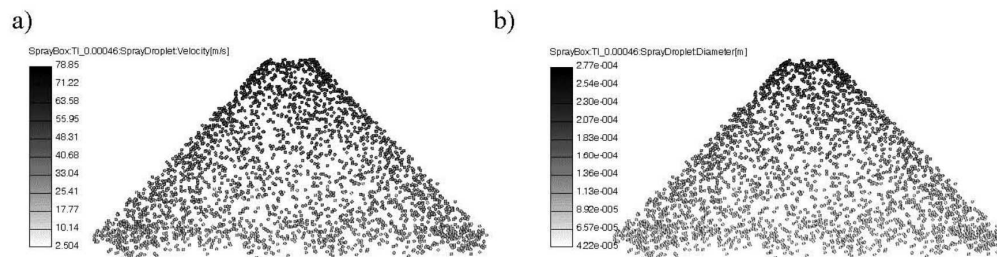 a)
SprayBox:TI_0.00046:SprayDroplet:Velocity[m/s]
78.85
71.22
63.58
55.95
48.31
40.68
33.04
25.41
17.77
10.14
2.504
b)
SprayBox:TI_0.00046:SprayDroplet:Diameter[m]
2.77e-004
2.54e-004
2.30e-004
2.07e-004
1.83e-004
1.60e-004
1.36e-004
1.13e-004
8.92e-005
6.57e-005
4.22e-005